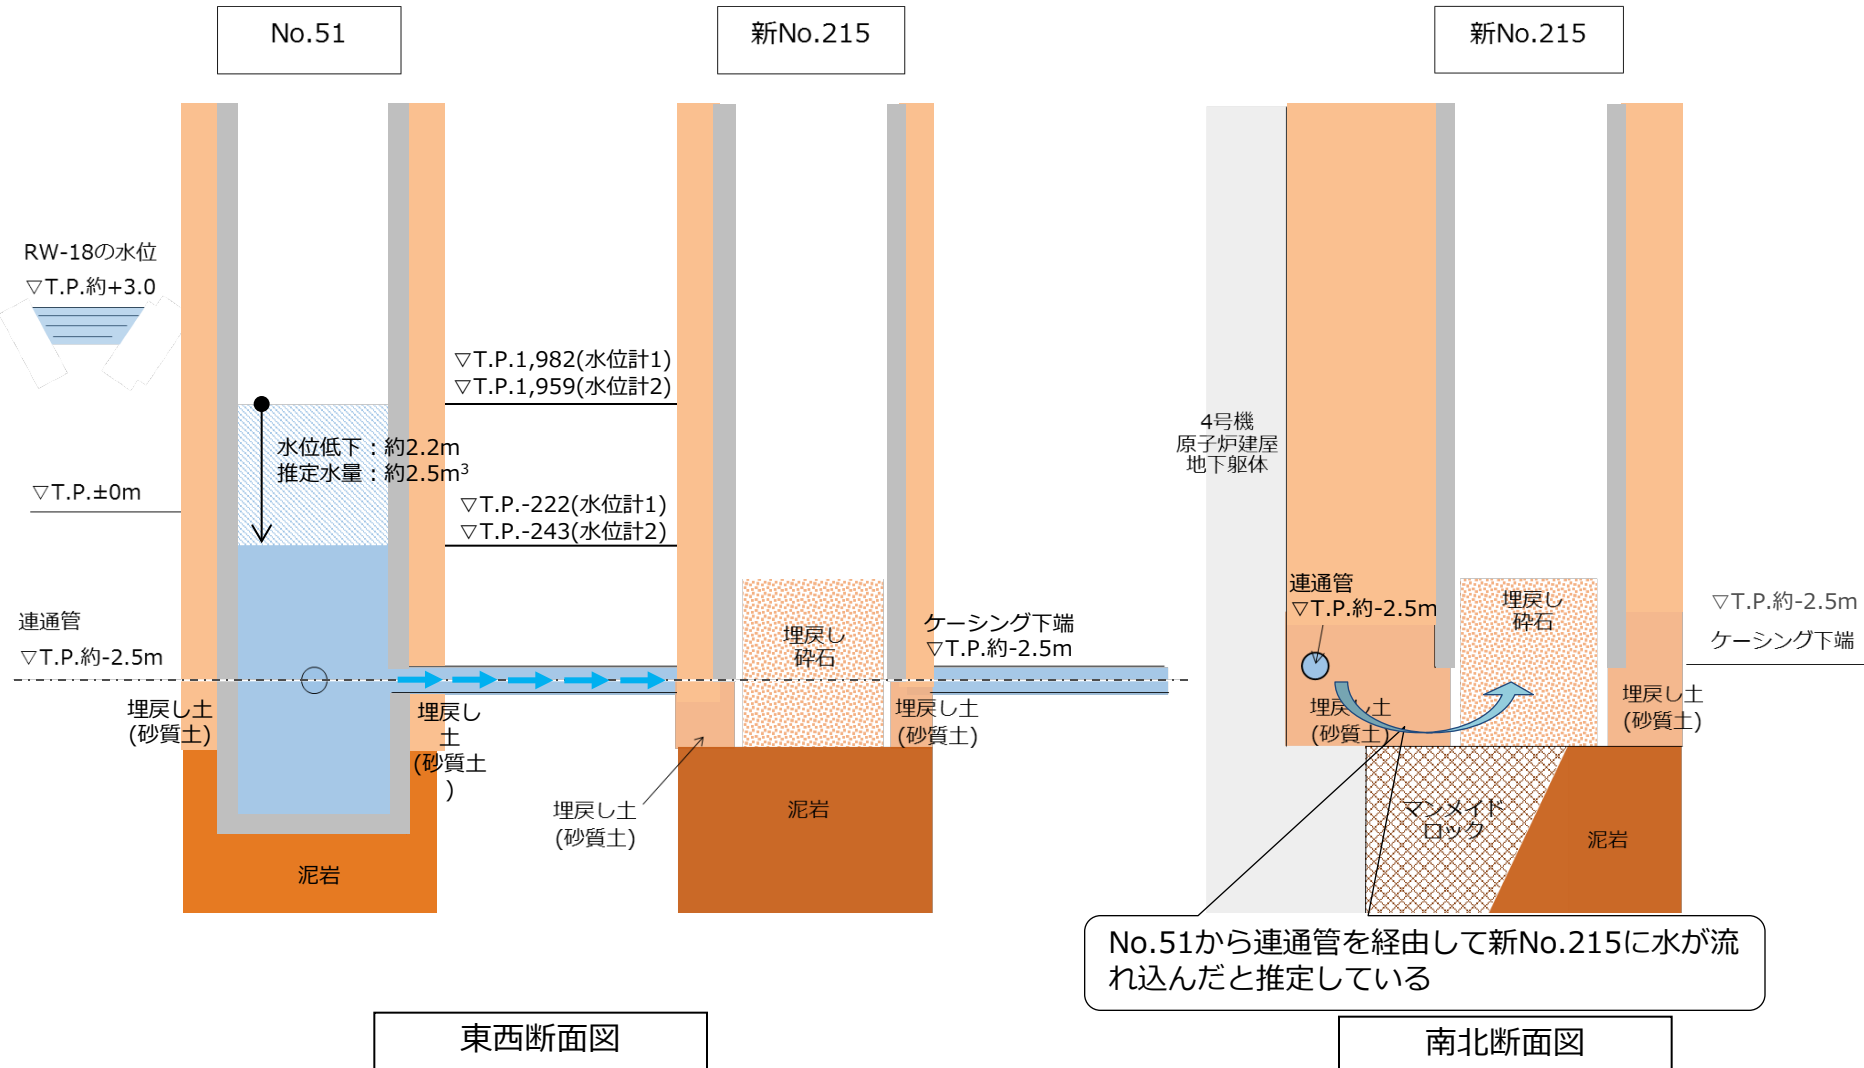 No.51
新No.215
新No.215
RW-18の水位
▽T.P.約+3.0
▽T.P.1,982(水位計1)
▽T.P.1,959(水位計2)
水位低下：約2.2m
推定水量：約2.5m³
▽T.P.±0m
▽T.P.-222(水位計1)
▽T.P.-243(水位計2)
連通管
▽T.P.約-2.5m
埋戻し土
(砂質土)
埋戻し
土
(砂質土
)
泥岩
埋戻し土
(砂質土)
埋戻し
砕石
泥岩
ケーシング下端
▽T.P.約-2.5m
埋戻し土
(砂質土)
4号機
原子炉建屋
地下躯体
連通管
▽T.P.約-2.5m
埋戻し土
(砂質土)
埋戻し
砕石
▽T.P.約-2.5m
ケーシング下端
埋戻し土
(砂質土)
マンメイド
ロック
泥岩
No.51から連通管を経由して新No.215に水が流
れ込んだと推定している
東西断面図
南北断面図